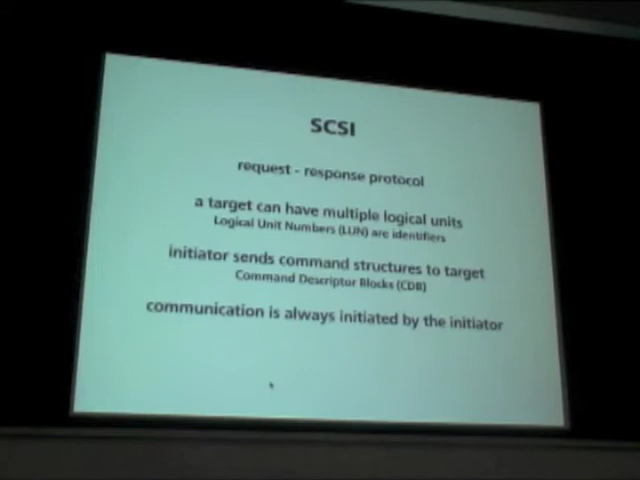 SCSI
request - response protocol
a target can have multiple logical units
Logical Unit Numbers (LUN) are identifiers
initiator sends command structures to target
Command Descriptor Blocks (CDB)
communication is always initiated by the initiator